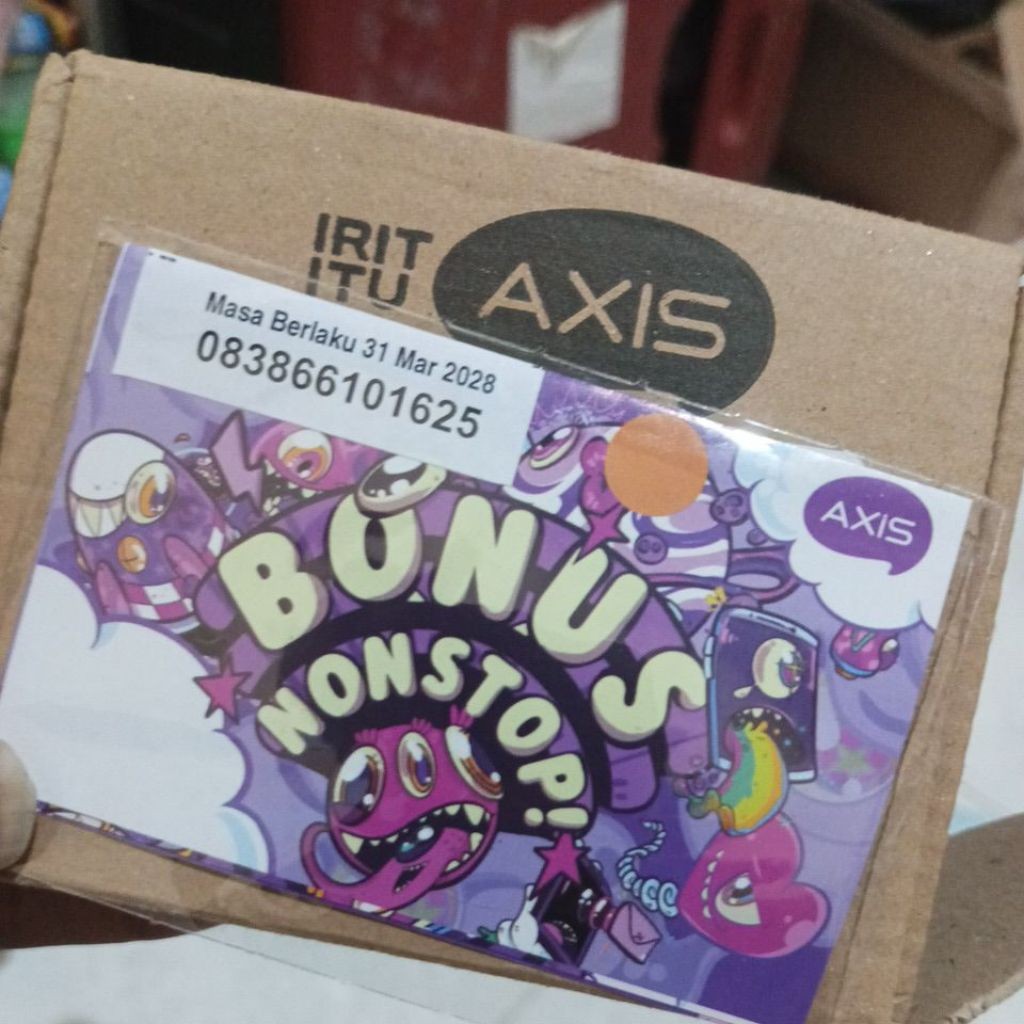 IRIT
ITU
AXIS
Masa Berlaku 31 Mar 2028
083866101625
AXIS
BONUS
NONSTOP!